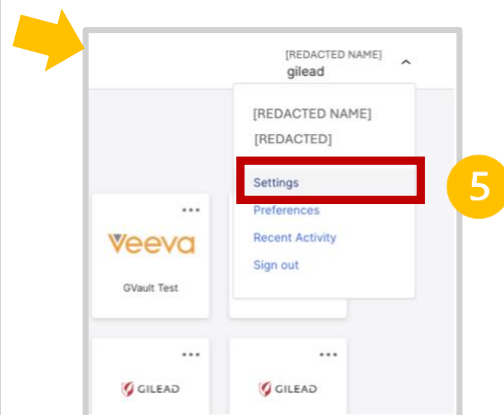 [REDACTED NAME]
gilead
[REDACTED NAME]
[REDACTED]
Settings
5
Preferences
Recent Activity
Sign out
Veeva
GVault Test
GILEAD
GILEAD